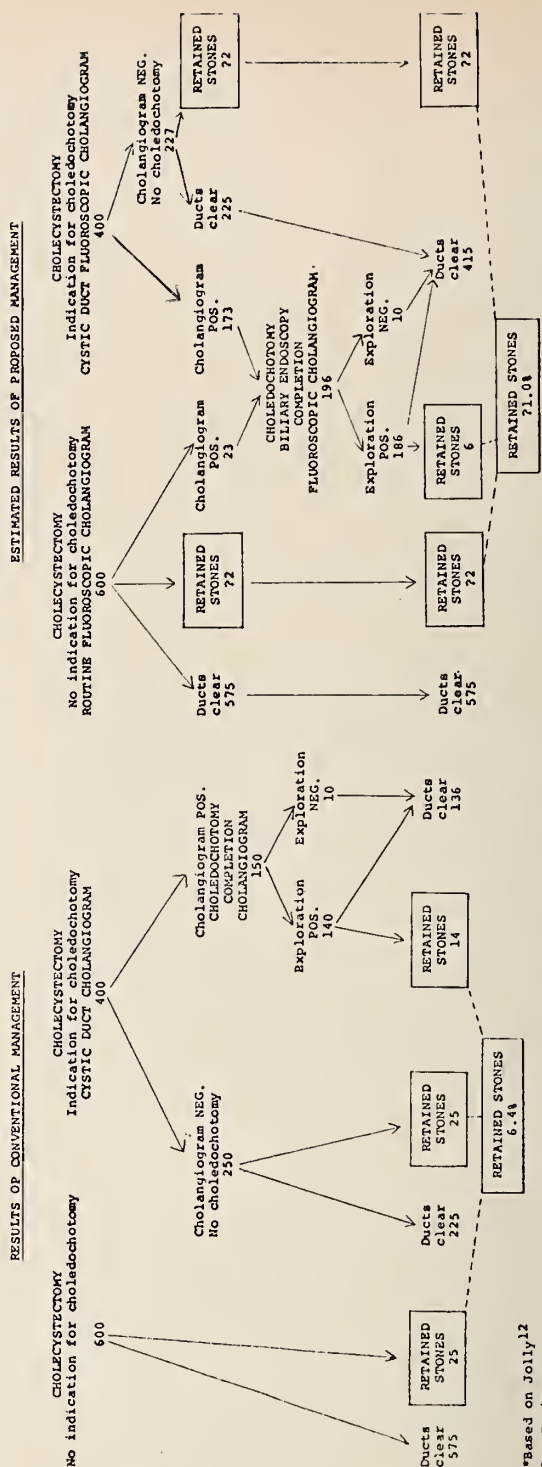 RESULTS OF CONVENTIONAL MANAGEMENT
CHOLECYSTECTOMY
No indication for choledochotomy
600
CHOLECYSTECTOMY
Indication for choledochotomy
CYSTIC DUCT CHOLANGIOGRAM
400
Cholangiogram NEG.
No choledochotomy
250
Cholangiogram POS.
CHOLEDOCHOTOMY
COMPLETION
CHOLANGIOGRAM
150
Exploration
POS.
140
Exploration
NEG.
10
Ducts
clear
575
RETAINED
STONES
25
Ducts
clear
225
RETAINED
STONES
25
RETAINED
STONES
14
Ducts
clear
136
RETAINED STONES
6.4%
*Based on Jolly12
ESTIMATED RESULTS OF PROPOSED MANAGEMENT
CHOLECYSTECTOMY
No indication for choledochotomy
ROUTINE FLUOROSCOPIC CHOLANGIOGRAM
600
CHOLECYSTECTOMY
Indication for choledochotomy
CYSTIC DUCT FLUOROSCOPIC CHOLANGIOGRAM
400
Ducts
clear
575
RETAINED
STONES
?2
Cholangiogram
POS.
23
Cholangiogram
POS.
173
Cholangiogram NEG.
No choledochotomy
227
Ducts
clear
225
RETAINED
STONES
?2
CHOLEDOCHOTOMY
BILIARY ENDOSCOPY
COMPLETION
FLUOROSCOPIC CHOLANGIOGRAM.
196
Exploration
POS.
186
Exploration
NEG.
10
Ducts
clear
575
RETAINED
STONES
?2
RETAINED
STONES
6
Ducts
clear
415
RETAINED
STONES
?2
RETAINED STONES
?1.0%